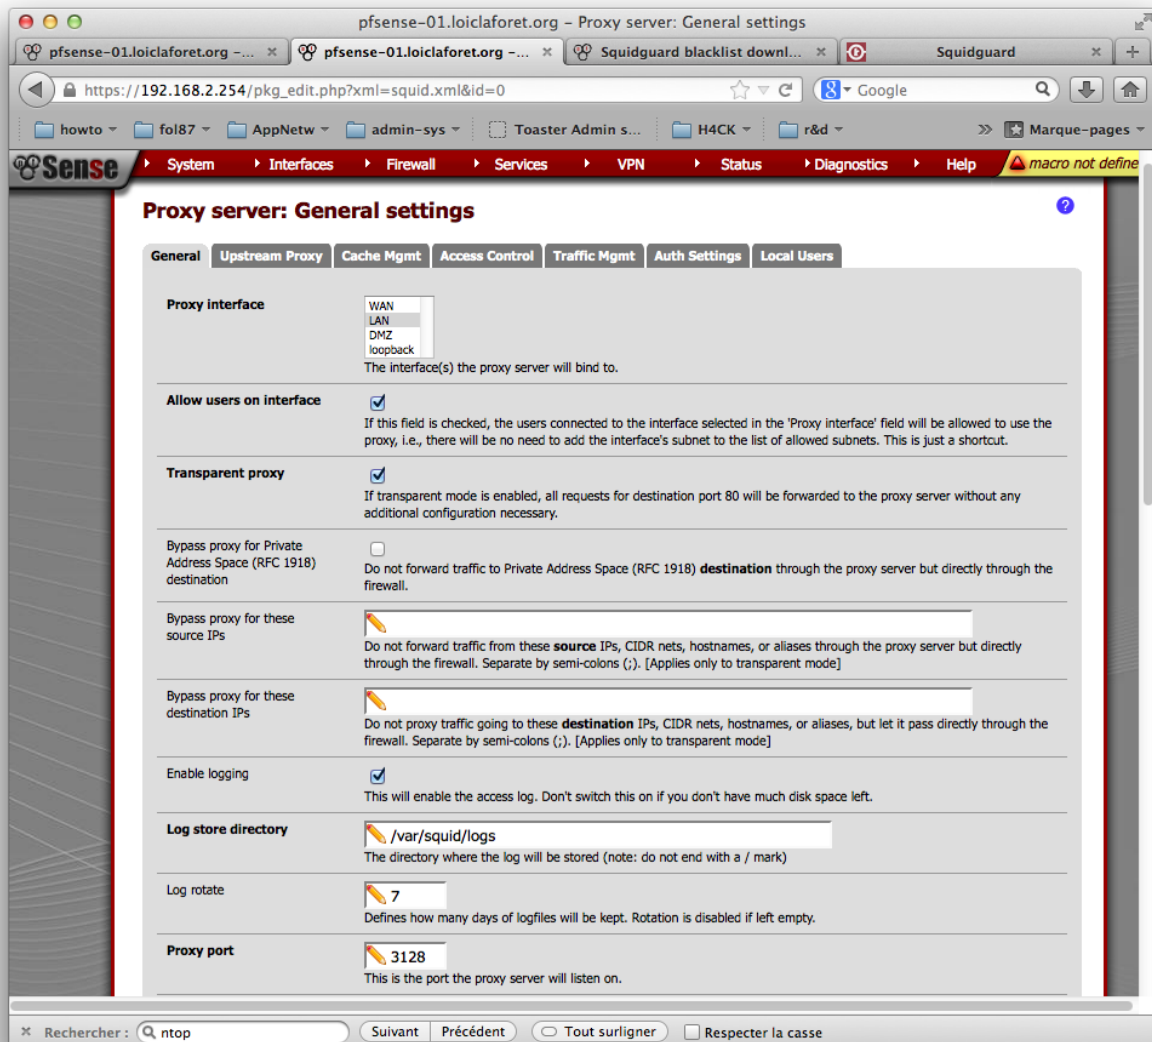 pfsense-01.loiclaforet.org – Proxy server: General settings
pfsense-01.loiclaforet.org -... × pfsense-01.loiclaforet.org -... × Squidguard blacklist downl... × Squidguard × +
https://192.168.2.254/pkg_edit.php?xml=squid.xml&id=0 Google
howto fol87 AppNetw admin-sys Toaster Admin s... H4CK r&d » Marque-pages
Sense System Interfaces Firewall Services VPN Status Diagnostics Help macro not define
Proxy server: General settings ?
General Upstream Proxy Cache Mgmt Access Control Traffic Mgmt Auth Settings Local Users
Proxy interface
WAN
LAN
DMZ
loopback
The interface(s) the proxy server will bind to.
Allow users on interface
If this field is checked, the users connected to the interface selected in the 'Proxy interface' field will be allowed to use the
proxy, i.e., there will be no need to add the interface's subnet to the list of allowed subnets. This is just a shortcut.
Transparent proxy
If transparent mode is enabled, all requests for destination port 80 will be forwarded to the proxy server without any
additional configuration necessary.
Bypass proxy for Private
Address Space (RFC 1918)
destination
Do not forward traffic to Private Address Space (RFC 1918) destination through the proxy server but directly through the
firewall.
Bypass proxy for these
source IPs
Do not forward traffic from these source IPs, CIDR nets, hostnames, or aliases through the proxy server but directly
through the firewall. Separate by semi-colons (;). [Applies only to transparent mode]
Bypass proxy for these
destination IPs
Do not proxy traffic going to these destination IPs, CIDR nets, hostnames, or aliases, but let it pass directly through the
firewall. Separate by semi-colons (;). [Applies only to transparent mode]
Enable logging
This will enable the access log. Don't switch this on if you don't have much disk space left.
Log store directory
/var/squid/logs
The directory where the log will be stored (note: do not end with a / mark)
Log rotate
7
Defines how many days of logfiles will be kept. Rotation is disabled if left empty.
Proxy port
3128
This is the port the proxy server will listen on.
× Rechercher : ntop Suivant Précédent Tout surligner Respecter la casse